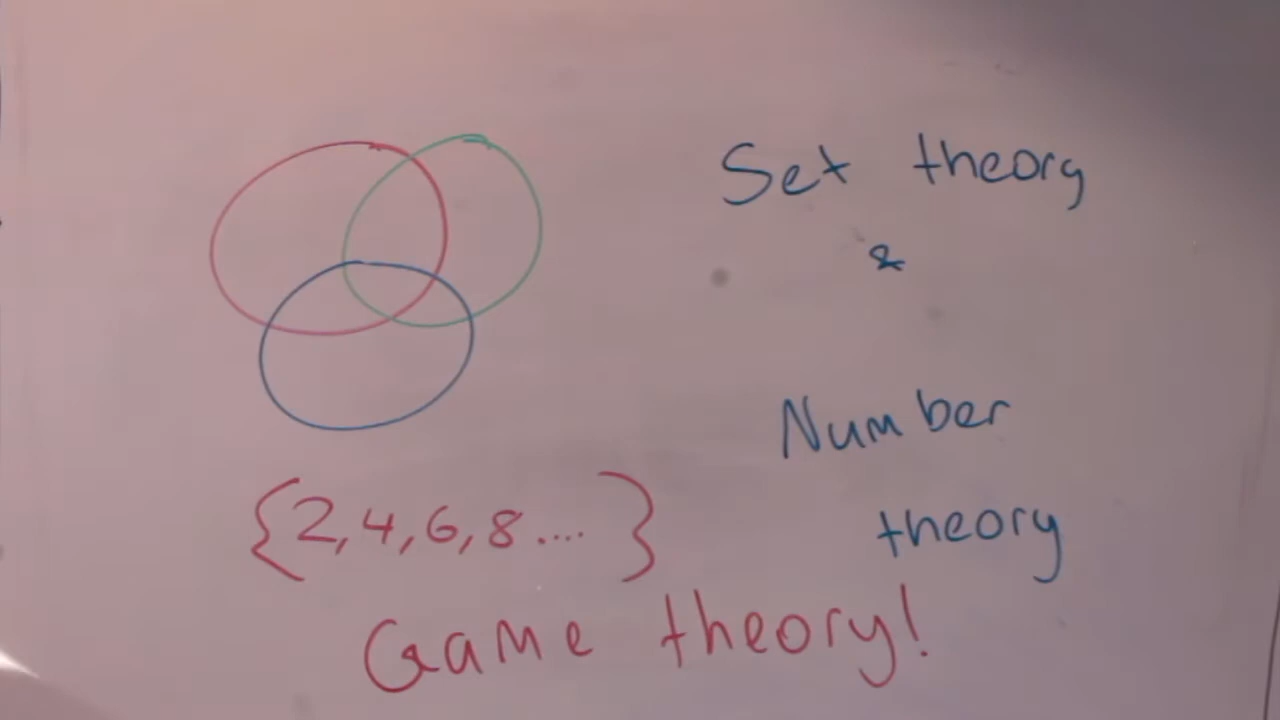 Set theory
&
Number
theory
{2,4,6,8....}
Game theory!